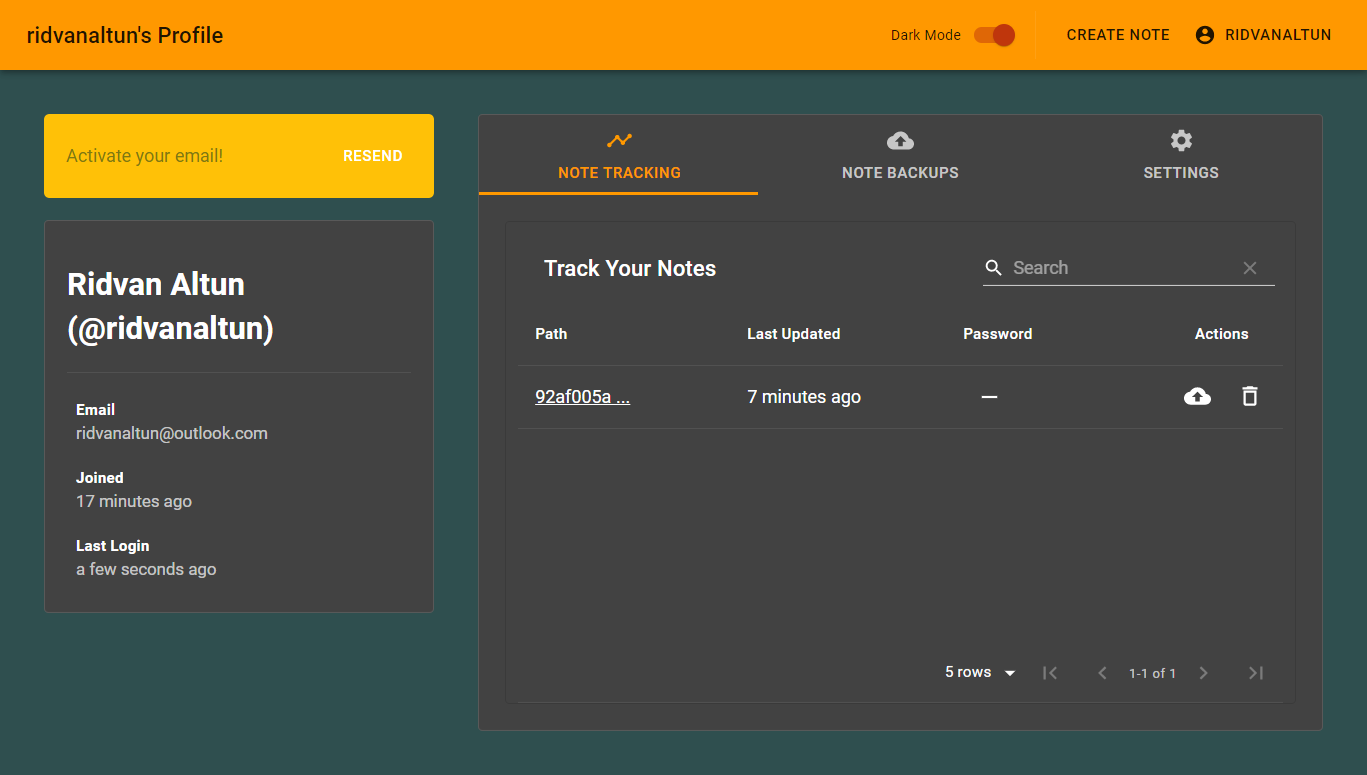 ridvanaltun's Profile
Dark Mode
CREATE NOTE
RIDVANALTUN
Activate your email!
RESEND
Ridvan Altun
(@ridvanaltun)
Email
ridvanaltun@outlook.com
Joined
17 minutes ago
Last Login
a few seconds ago
NOTE TRACKING
NOTE BACKUPS
SETTINGS
Track Your Notes
Search
Path Last Updated Password Actions
92af005a ... 7 minutes ago
5 rows
1-1 of 1